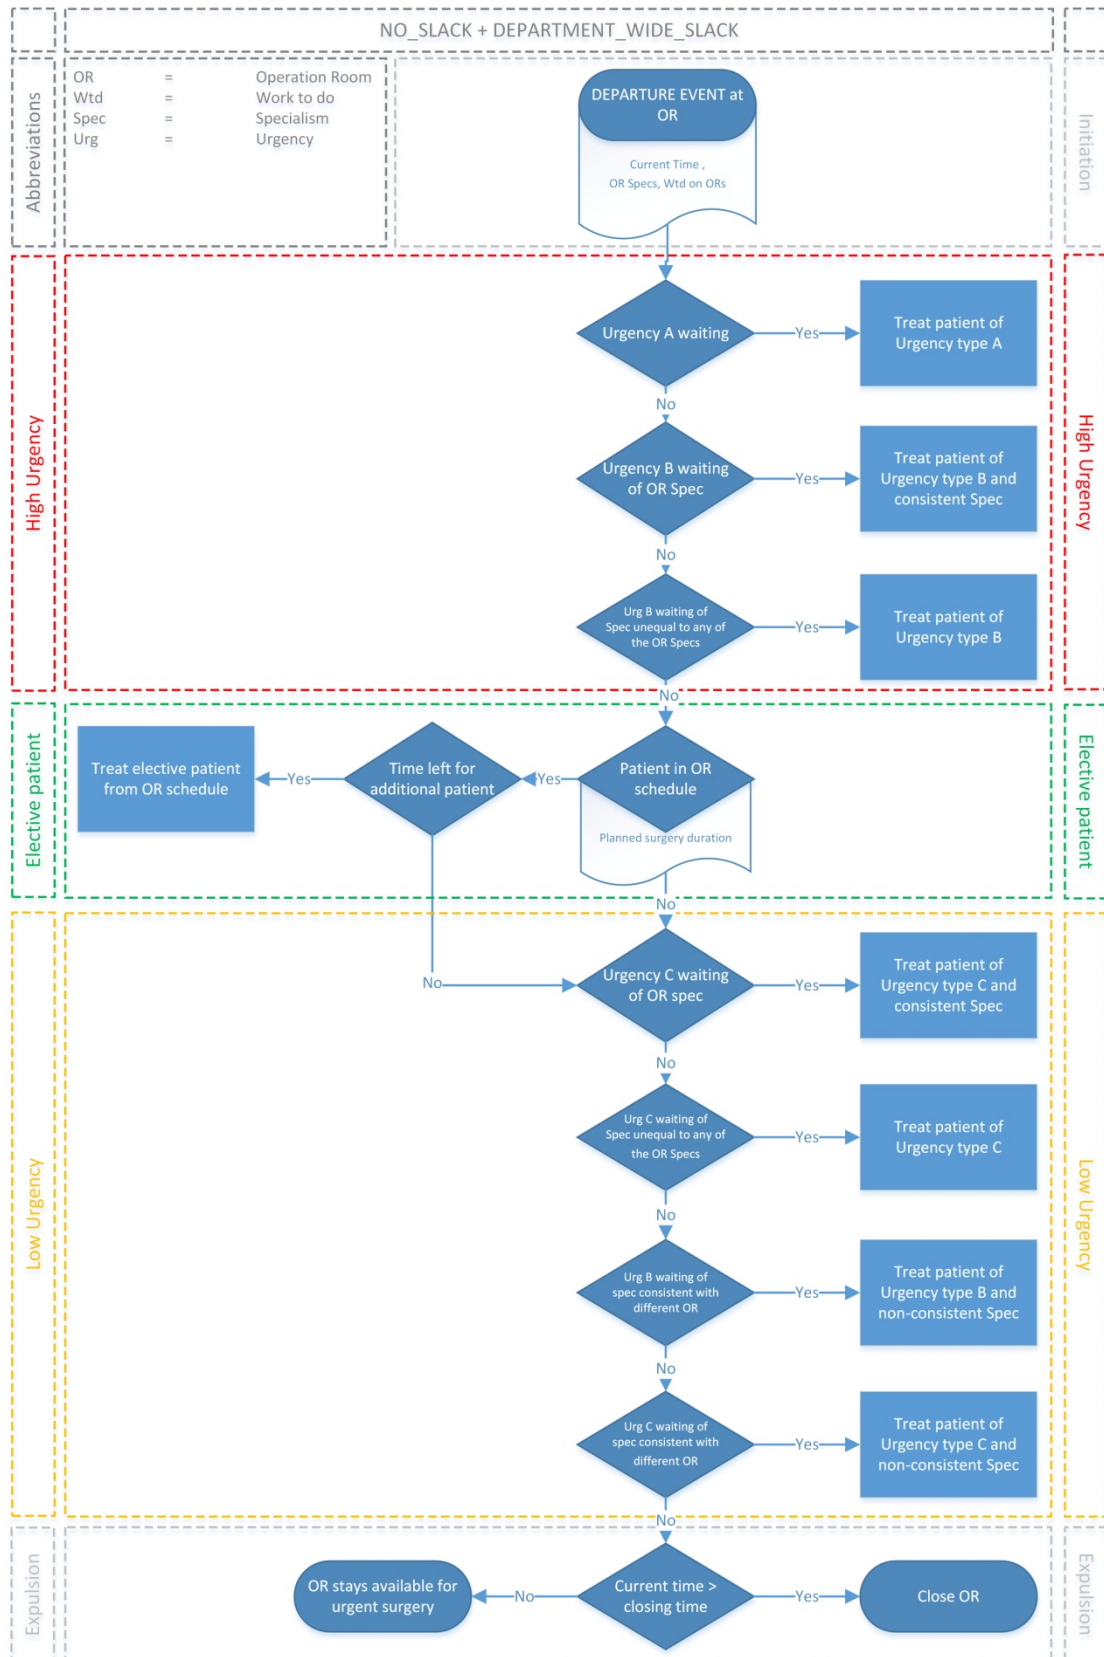 NO_SLACK + DEPARTMENT_WIDE_SLACK
Abbreviations
OR = Operation Room
Wtd = Work to do
Spec = Specialism
Urg = Urgency
DEPARTURE EVENT at
OR
Current Time ,
OR Specs, Wtd on ORs
Initiation
High Urgency
Urgency A waiting
Yes
Treat patient of
Urgency type A
No
Urgency B waiting
of OR Spec
Yes
Treat patient of
Urgency type B and
consistent Spec
No
Urg B waiting of
Spec unequal to any of
the OR Specs
Yes
Treat patient of
Urgency type B
High Urgency
No
Elective patient
Treat elective patient
from OR schedule
Yes
Time left for
additional patient
Yes
Patient in OR
schedule
Planned surgery duration
Elective patient
No
Low Urgency
No
Urgency C waiting
of OR spec
Yes
Treat patient of
Urgency type C and
consistent Spec
No
Urg C waiting of
Spec unequal to any of
the OR Specs
Yes
Treat patient of
Urgency type C
No
Urg B waiting of
spec consistent with
different OR
Yes
Treat patient of
Urgency type B and
non-consistent Spec
No
Urg C waiting of
spec consistent with
different OR
Yes
Treat patient of
Urgency type C and
non-consistent Spec
Low Urgency
No
Expulsion
OR stays available for
urgent surgery
No
Current time >
closing time
Yes
Close OR
Expulsion